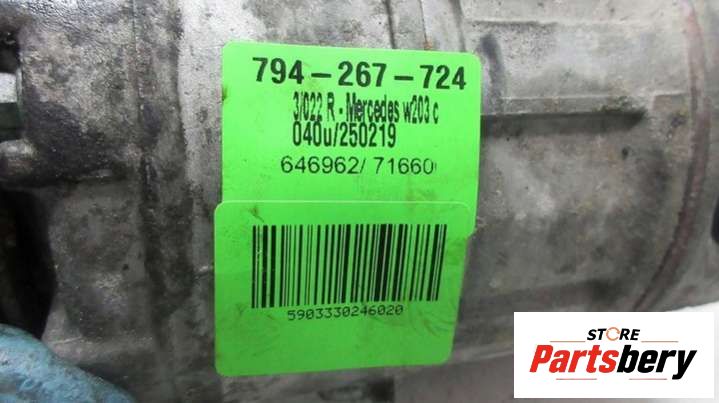 794-267-724
3/022 R - Mercedes w203 c
040u/250219
646962/ 71660
5903330246020
STORE
Partsbery